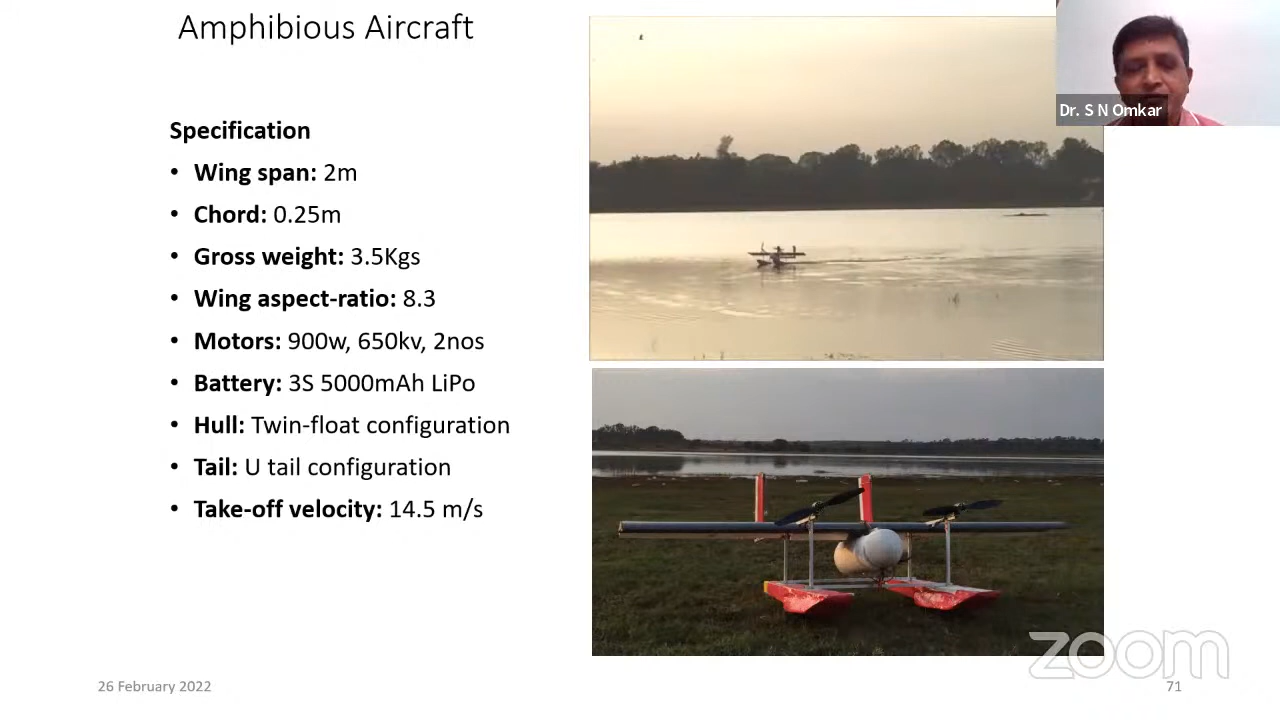 Amphibious Aircraft
Dr. S N Omkar
Specification
• Wing span: 2m
• Chord: 0.25m
• Gross weight: 3.5Kgs
• Wing aspect-ratio: 8.3
• Motors: 900w, 650kv, 2nos
• Battery: 3S 5000mAh LiPo
• Hull: Twin-float configuration
• Tail: U tail configuration
• Take-off velocity: 14.5 m/s
zoom
26 February 2022
71